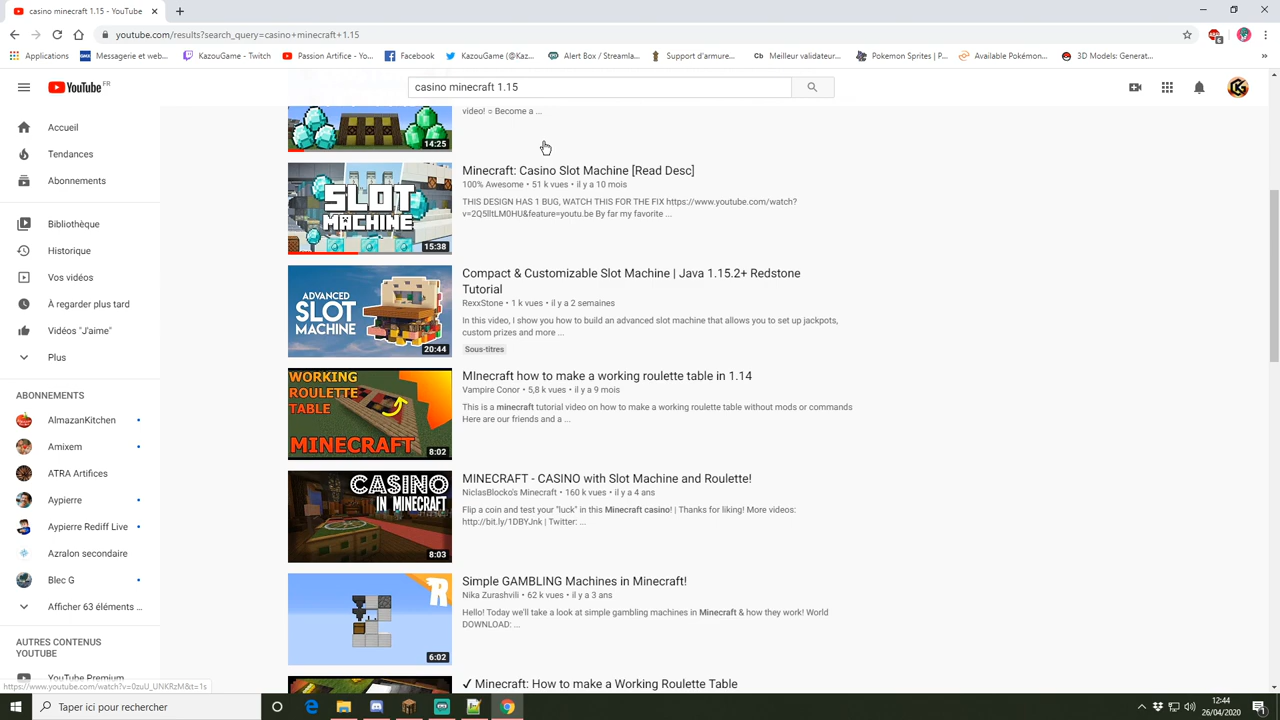 casino minecraft 1.15 - YouTube
youtube.com/results?search_query=casino+minecraft+1.15
Applications
GMX
Messagerie et web...
KazouGame - Twitch
Passion Artifice - Yo...
Facebook
KazouGame (@Kaz...
Alert Box / Streamla...
Support d'armure...
Cb
Meilleur validateur...
Pokemon Sprites | P...
Available Pokémon...
3D Models: Generat...
»
YouTube FR
casino minecraft 1.15
Accueil
Tendances
Abonnements
Bibliothèque
Historique
Vos vidéos
À regarder plus tard
Vidéos "J'aime"
Plus
ABONNEMENTS
AlmazanKitchen
Amixem
ATRA Artifices
Aypierre
Aypierre Rediff Live
Azralon secondaire
Blec G
Afficher 63 éléments ...
AUTRES CONTENUS
YOUTUBE
YouTube Premium
video! ○ Become a ...
14:25
SLOT
MACHINE
15:38
Minecraft: Casino Slot Machine [Read Desc]
100% Awesome • 51 k vues • il y a 10 mois
THIS DESIGN HAS 1 BUG, WATCH THIS FOR THE FIX https://www.youtube.com/watch?
v=2Q5lltLM0HU&feature=youtu.be By far my favorite ...
ADVANCED
SLOT
MACHINE
20:44
Compact & Customizable Slot Machine | Java 1.15.2+ Redstone
Tutorial
RexxStone • 1 k vues • il y a 2 semaines
In this video, I show you how to build an advanced slot machine that allows you to set up jackpots,
custom prizes and more ...
Sous-titres
WORKING
ROULETTE
TABLE
MINECRAFT
8:02
MInecraft how to make a working roulette table in 1.14
Vampire Conor • 5,8 k vues • il y a 9 mois
This is a minecraft tutorial video on how to make a working roulette table without mods or commands
Here are our friends and a ...
CASINO
IN MINECRAFT
8:03
MINECRAFT - CASINO with Slot Machine and Roulette!
NiclasBlocko's Minecraft • 160 k vues • il y a 4 ans
Flip a coin and test your "luck" in this Minecraft casino! | Thanks for liking! More videos:
http://bit.ly/1DBYJnk | Twitter: ...
R
6:02
Simple GAMBLING Machines in Minecraft!
Nika Zurashvili • 62 k vues • il y a 3 ans
Hello! Today we'll take a look at simple gambling machines in Minecraft & how they work! World
DOWNLOAD: ...
✓ Minecraft: How to make a Working Roulette Table
https://www.youtube.com/watch?v=0zuU_UNKRzM&t=1s
Taper ici pour rechercher
12:44
26/04/2020